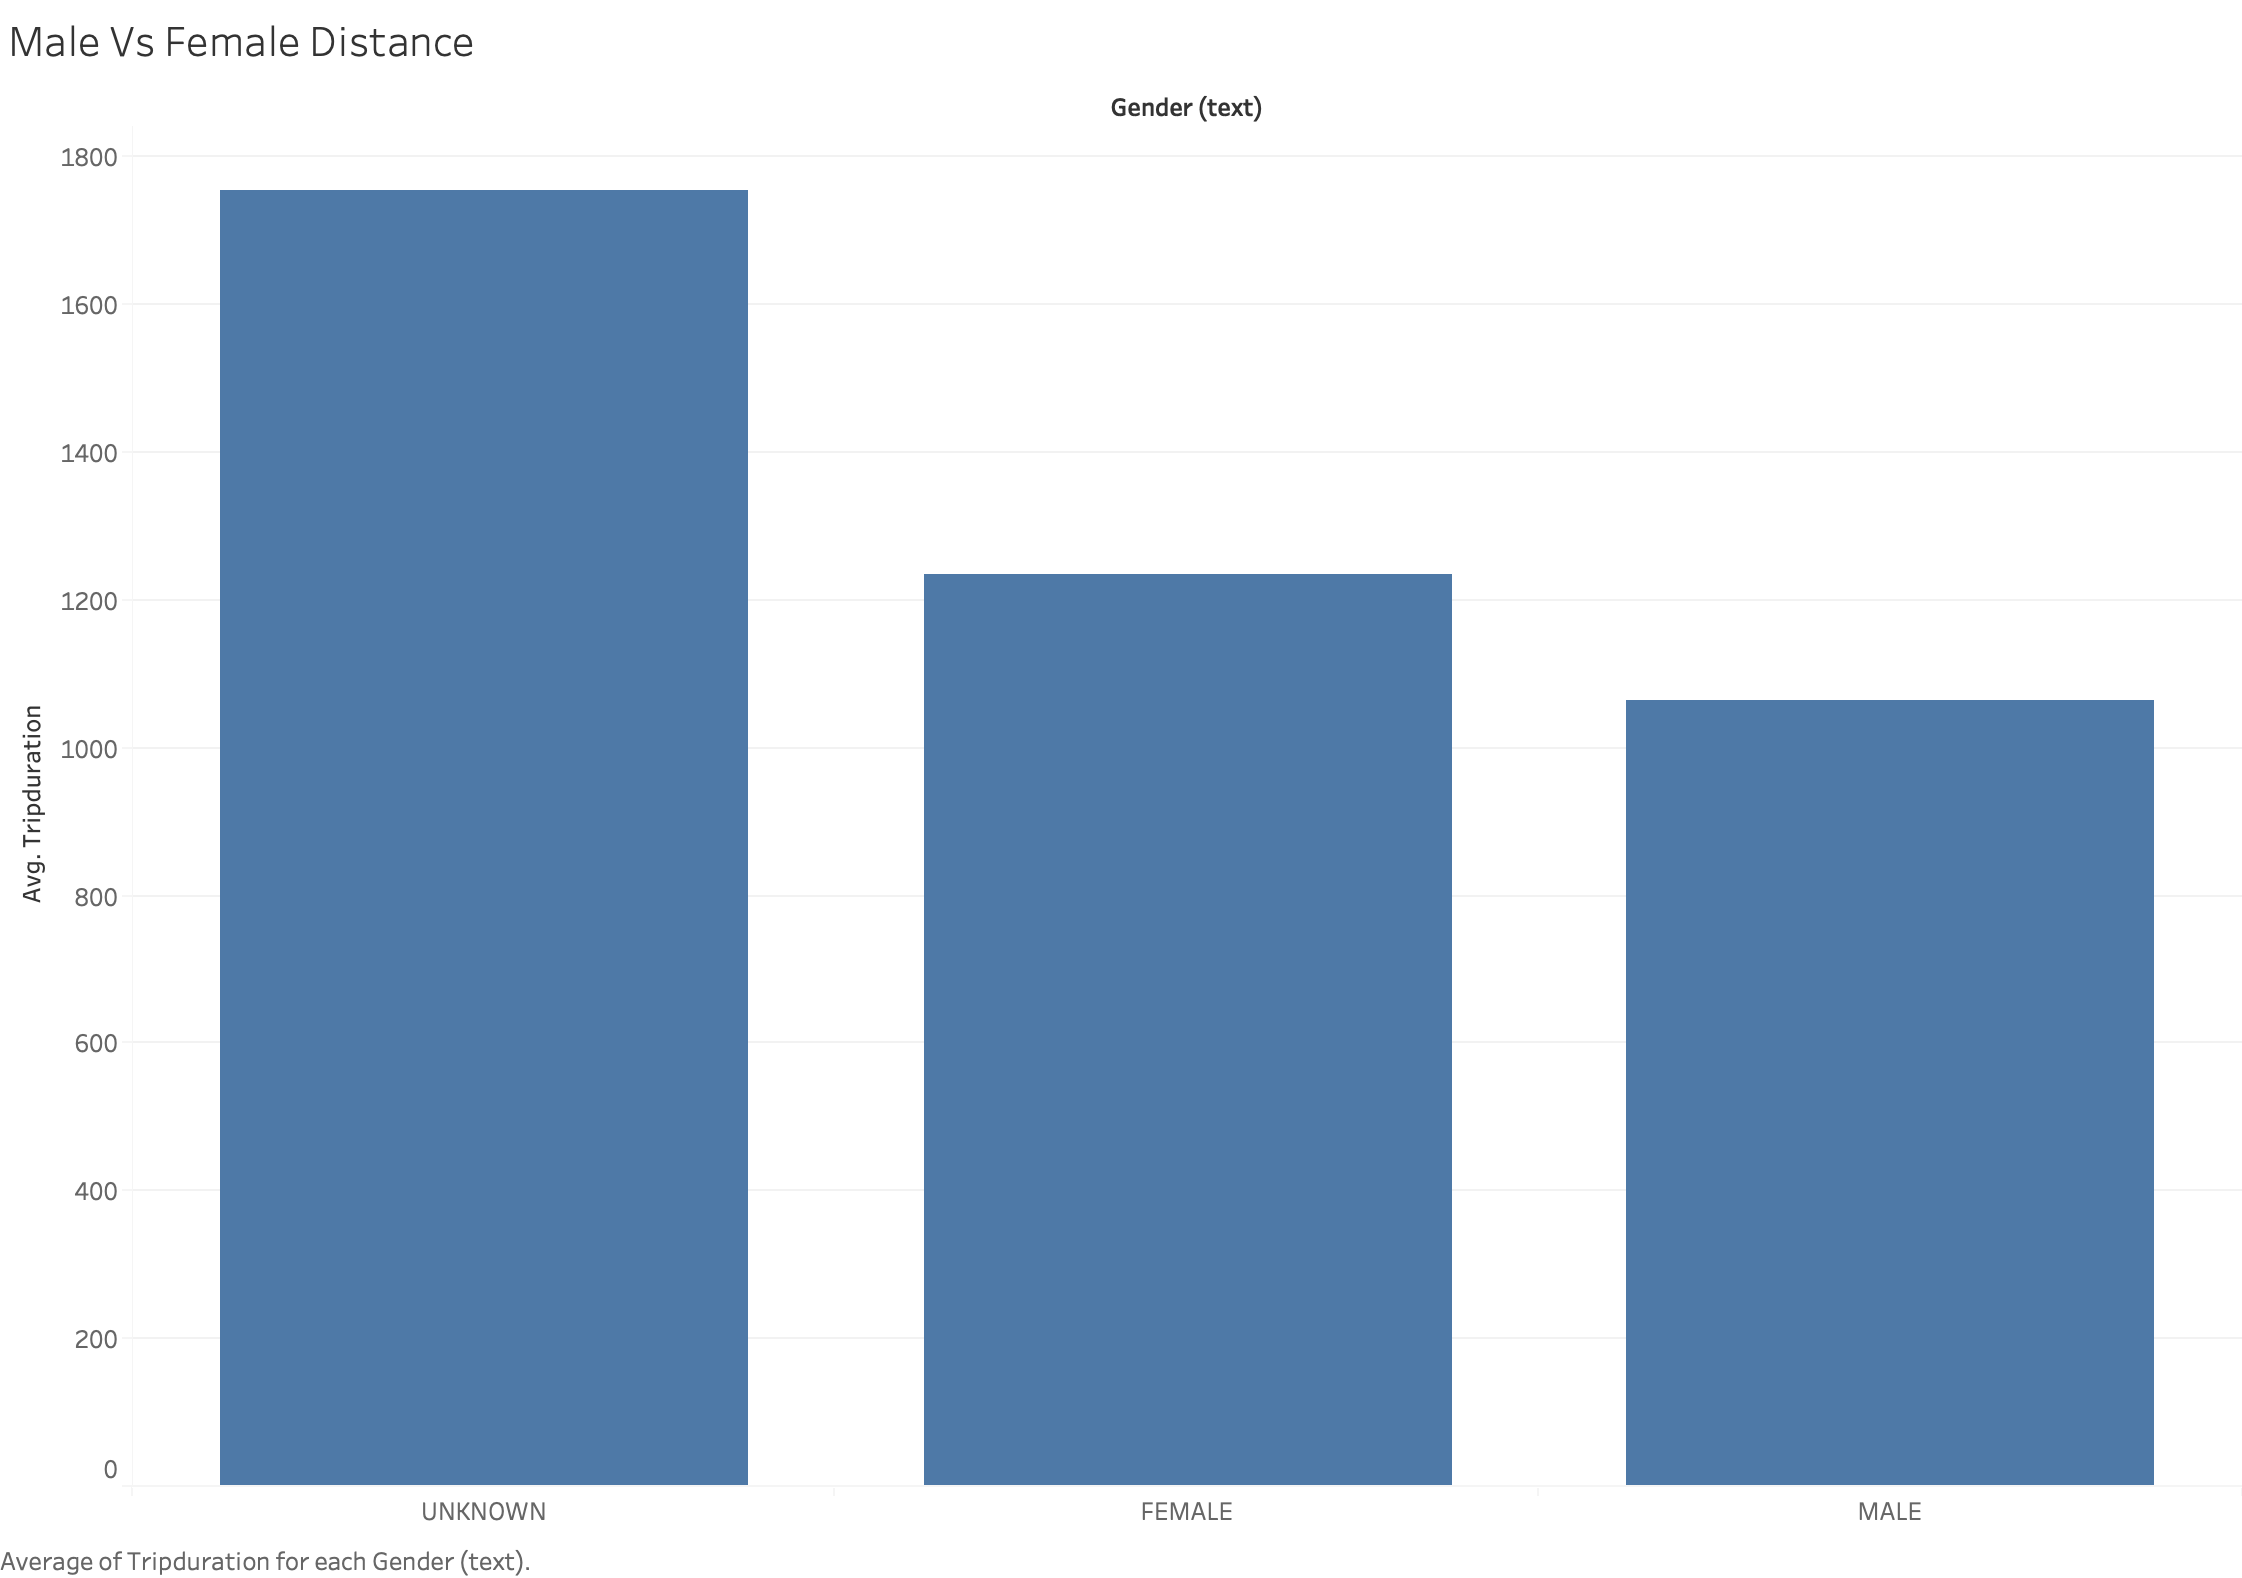 Male Vs Female Distance
Gender (text)
1800
1600
1400
1200
1000
800
600
400
200
0
Avg. Tripduration
UNKNOWN FEMALE MALE
Average of Tripduration for each Gender (text).